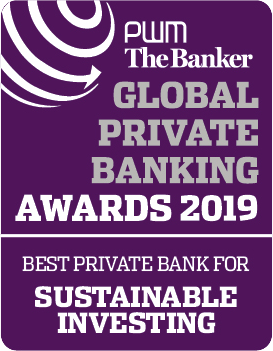 PWM
The Banker
GLOBAL
PRIVATE
BANKING
AWARDS 2019
BEST PRIVATE BANK FOR
SUSTAINABLE
INVESTING